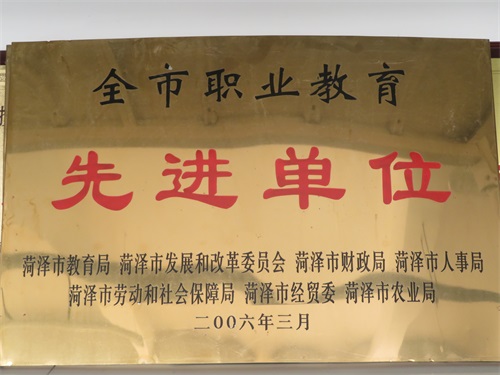 全市职业教育
先进单位
菏泽市教育局 菏泽市发展和改革委员会 菏泽市财政局 菏泽市人事局
菏泽市劳动和社会保障局 菏泽市经贸委 菏泽市农业局
二〇〇六年三月